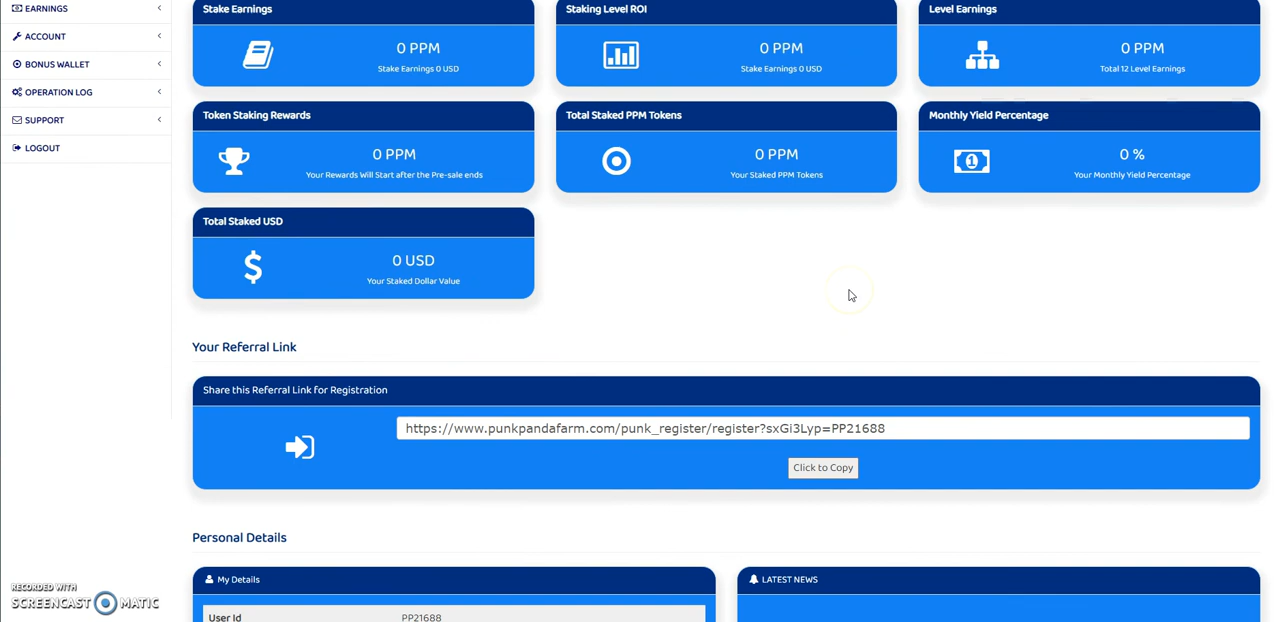 EARNINGS
ACCOUNT
BONUS WALLET
OPERATION LOG
SUPPORT
LOGOUT
Stake Earnings
0 PPM
Stake Earnings 0 USD
Staking Level ROI
0 PPM
Stake Earnings 0 USD
Level Earnings
0 PPM
Total 12 Level Earnings
Token Staking Rewards
0 PPM
Your Rewards Will Start after the Pre-sale ends
Total Staked PPM Tokens
0 PPM
Your Staked PPM Tokens
Monthly Yield Percentage
1
0 %
Your Monthly Yield Percentage
Total Staked USD
$
0 USD
Your Staked Dollar Value
Your Referral Link
Share this Referral Link for Registration
https://www.punkpandafarm.com/punk_register/register?sxGi3Lyp=PP21688
Click to Copy
Personal Details
My Details
User Id PP21688
LATEST NEWS
RECORDED WITH
SCREENCAST MATIC